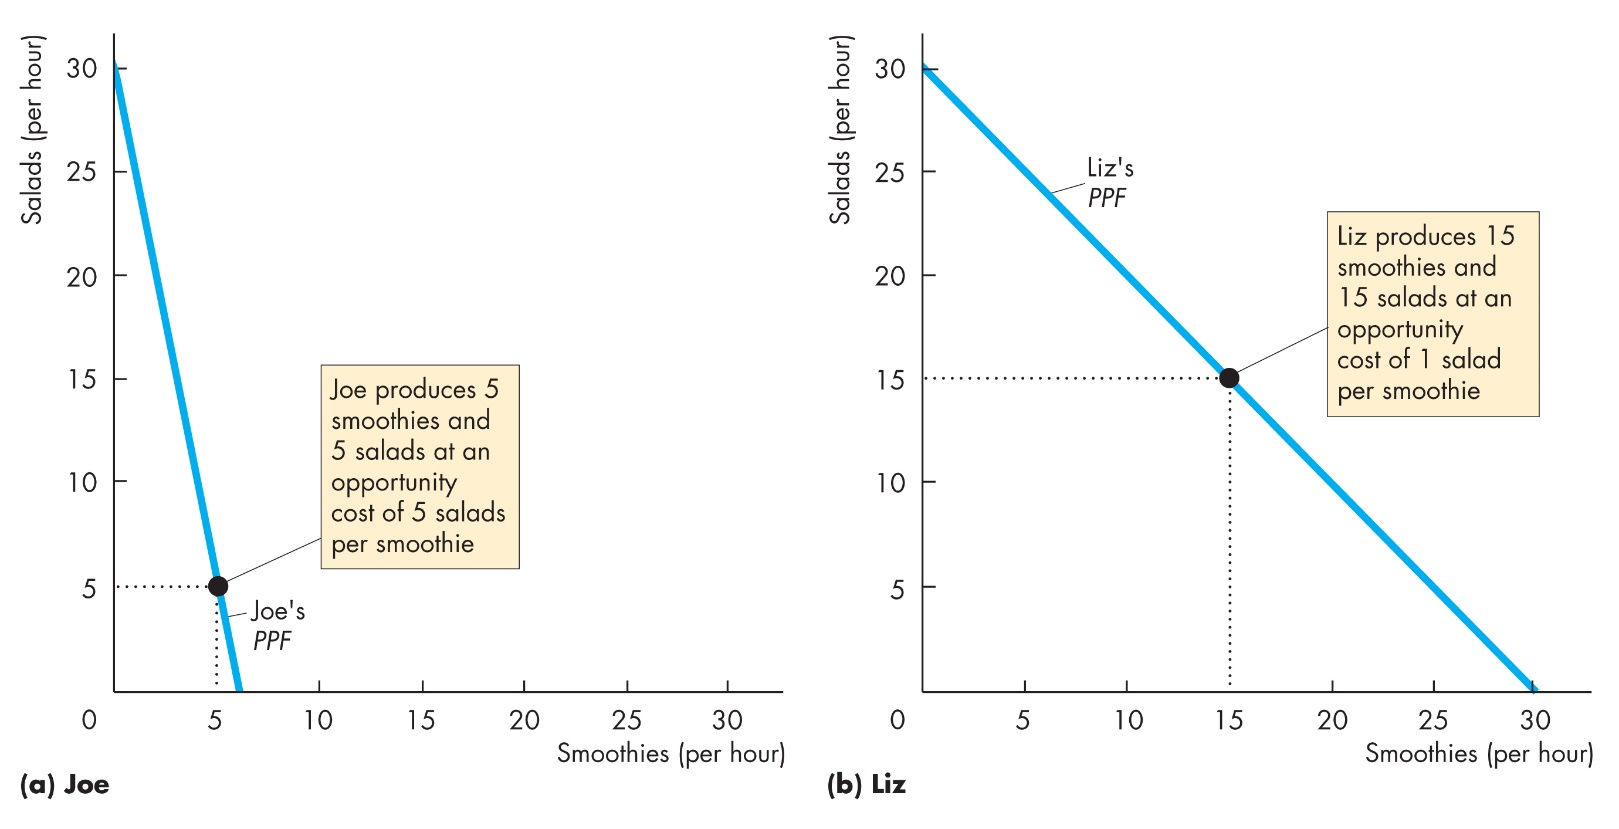 Salads (per hour)
30
25
20
15
10
5
0
5
10
15
20
25
30
Smoothies (per hour)
Joe produces 5
smoothies and
5 salads at an
opportunity
cost of 5 salads
per smoothie
Joe's
PPF
(a) Joe
Salads (per hour)
30
25
20
15
10
5
0
5
10
15
20
25
30
Smoothies (per hour)
Liz's
PPF
Liz produces 15
smoothies and
15 salads at an
opportunity
cost of 1 salad
per smoothie
(b) Liz